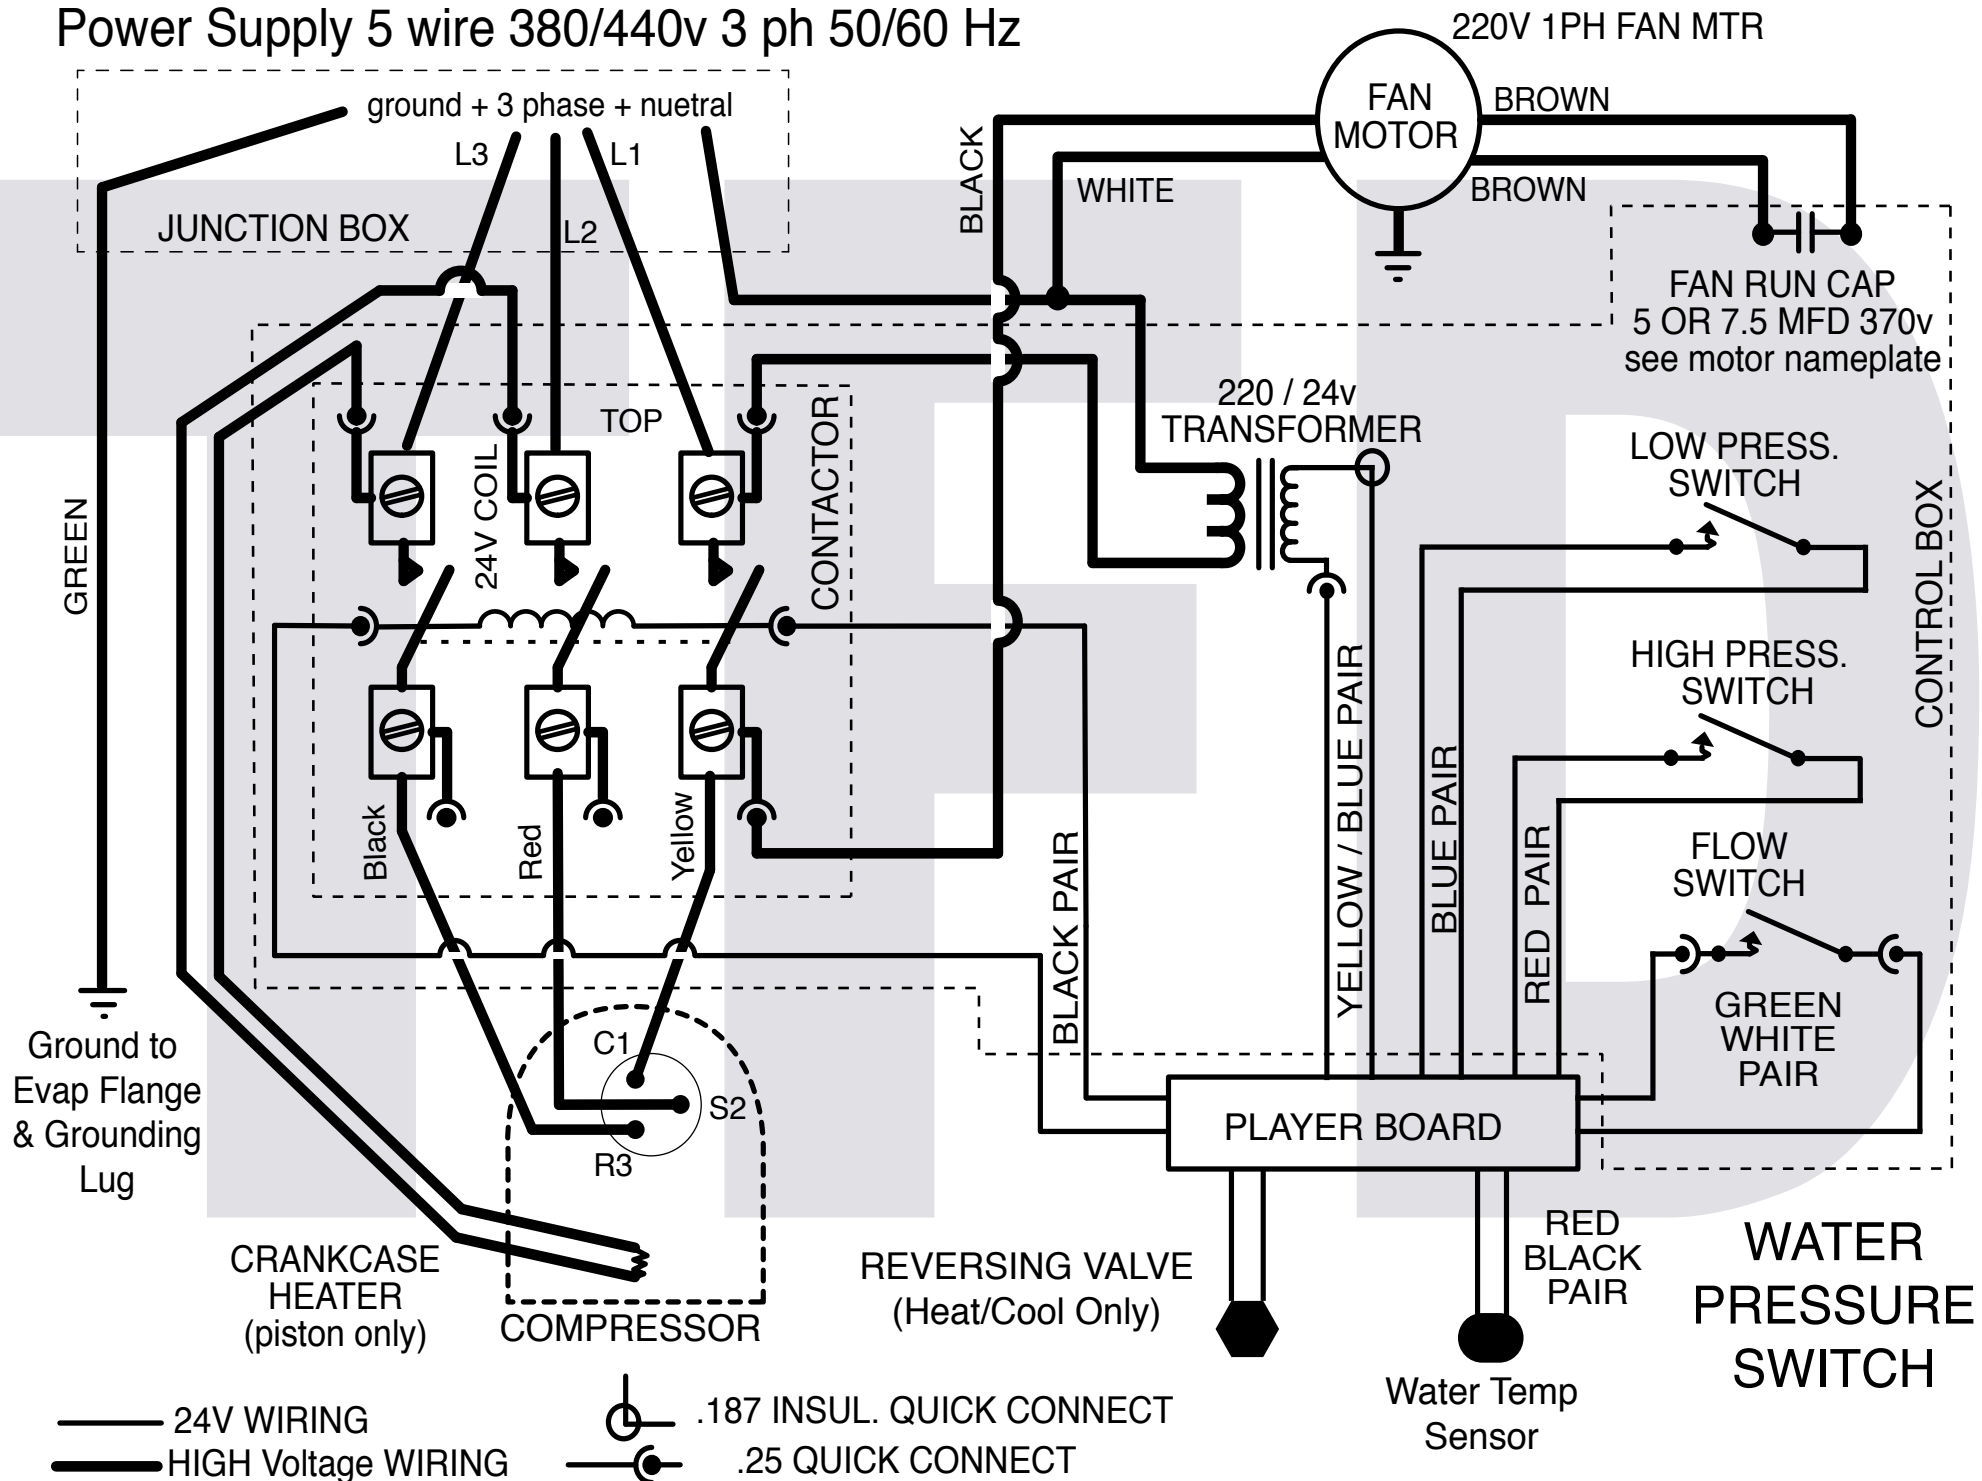 Power Supply 5 wire 380/440v 3 ph 50/60 Hz
220V 1PH FAN MTR
ground + 3 phase + nuetral
L3
L1
L2
JUNCTION BOX
FAN
MOTOR
BROWN
BROWN
BLACK
WHITE
FAN RUN CAP
5 OR 7.5 MFD 370v
see motor nameplate
220 / 24v
TRANSFORMER
TOP
24V COIL
CONTACTOR
GREEN
LOW PRESS.
SWITCH
CONTROL BOX
HIGH PRESS.
SWITCH
FLOW
SWITCH
GREEN
WHITE
PAIR
Black
Red
Yellow
BLACK PAIR
YELLOW / BLUE PAIR
BLUE PAIR
RED PAIR
Ground to
Evap Flange
& Grounding
Lug
C1
S2
R3
PLAYER BOARD
CRANKCASE
HEATER
(piston only)
COMPRESSOR
REVERSING VALVE
(Heat/Cool Only)
RED
BLACK
PAIR
Water Temp
Sensor
WATER
PRESSURE
SWITCH
24V WIRING
HIGH Voltage WIRING
.187 INSUL. QUICK CONNECT
.25 QUICK CONNECT